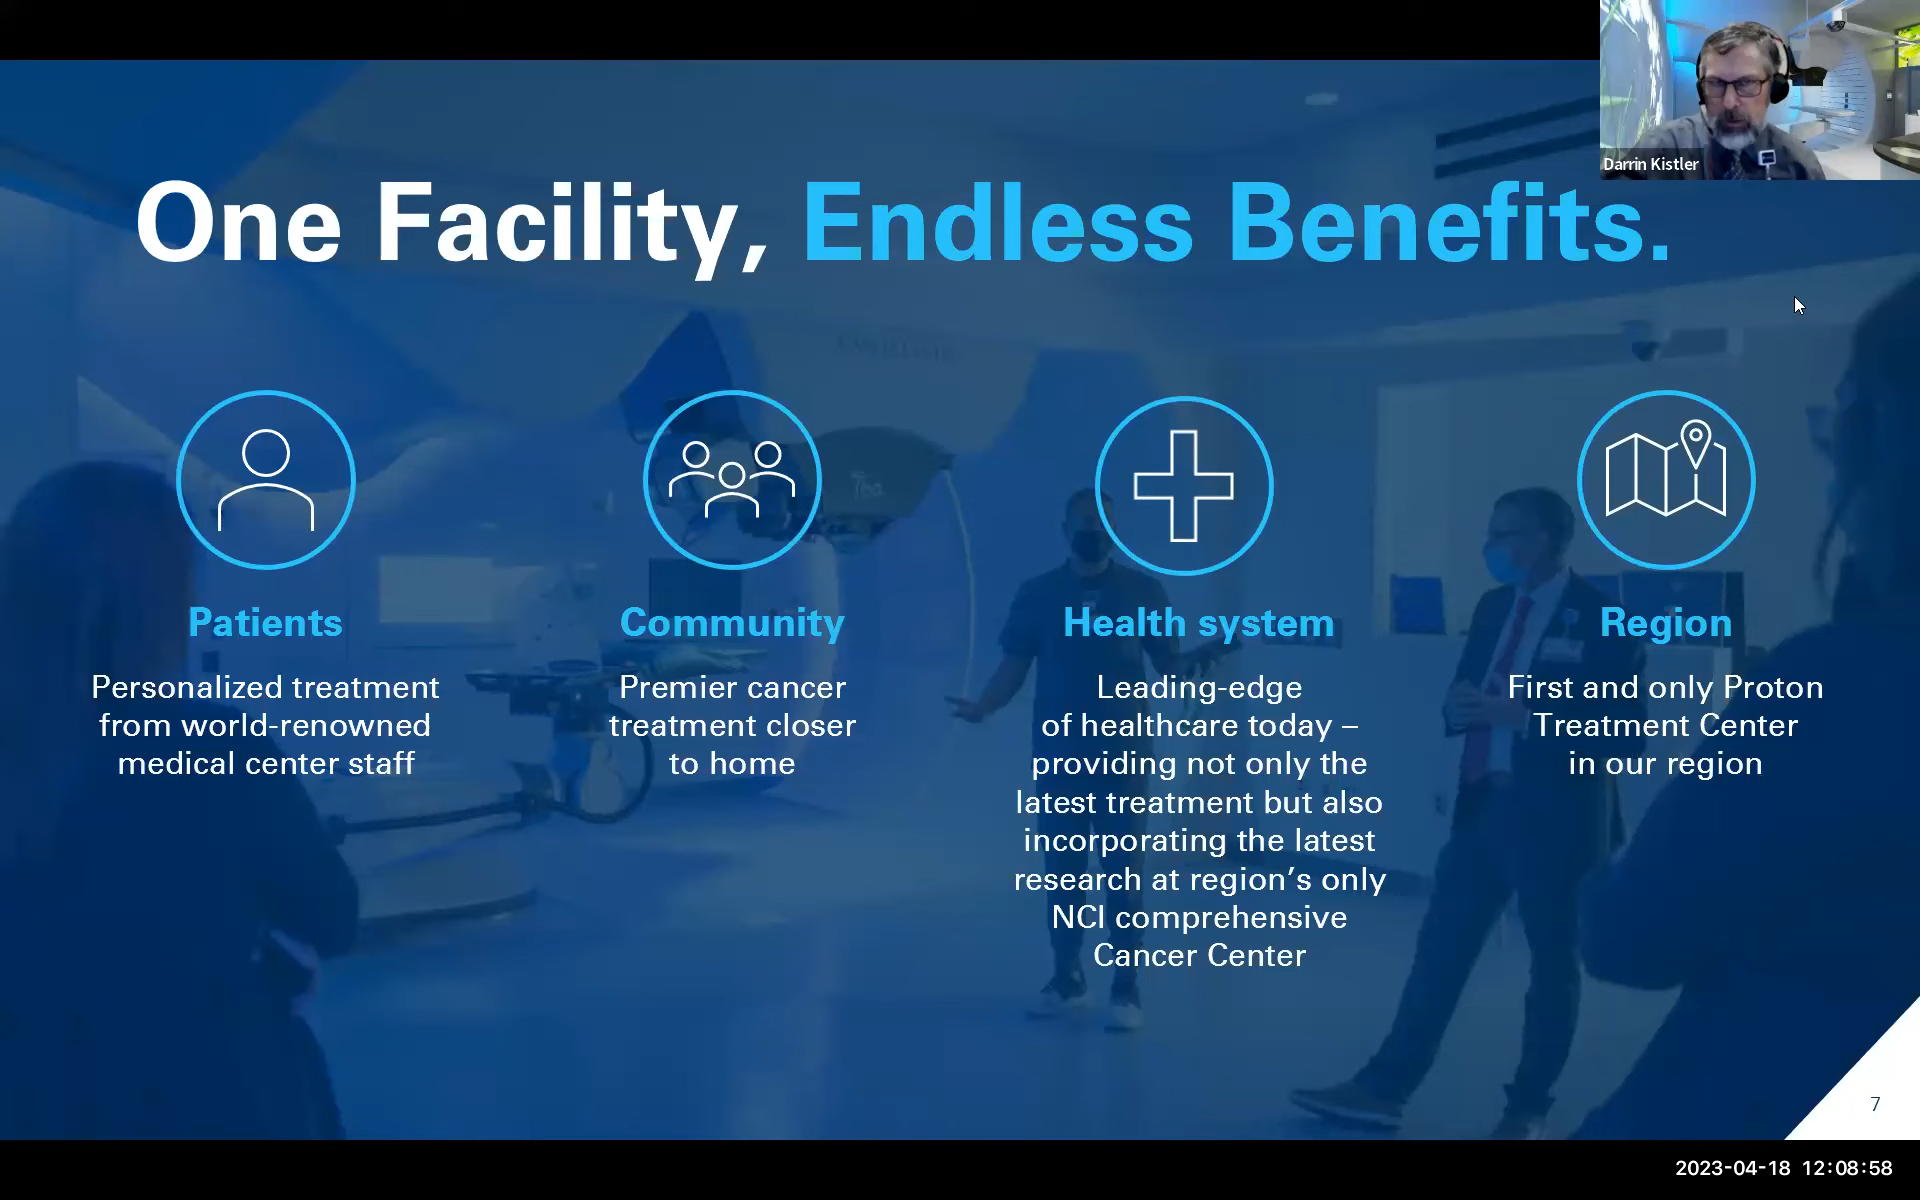 Darrin Kistler
One Facility, Endless Benefits.
Patients
Personalized treatment
from world-renowned
medical center staff
Community
Premier cancer
treatment closer
to home
Health system
Leading-edge
of healthcare today –
providing not only the
latest treatment but also
incorporating the latest
research at region’s only
NCI comprehensive
Cancer Center
Region
First and only Proton
Treatment Center
in our region
7
2023-04-18 12:08:58